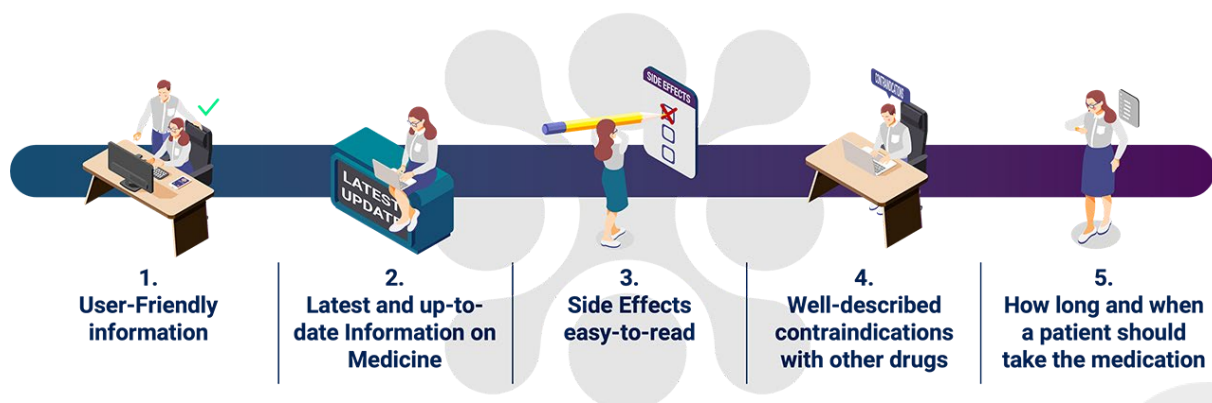 SIDE EFFECTS
CONTRAINDICATIONS
LATEST
UPDATE
1.
User-Friendly
information
2.
Latest and up-to-
date Information on
Medicine
3.
Side Effects
easy-to-read
4.
Well-described
contraindications
with other drugs
5.
How long and when
a patient should
take the medication